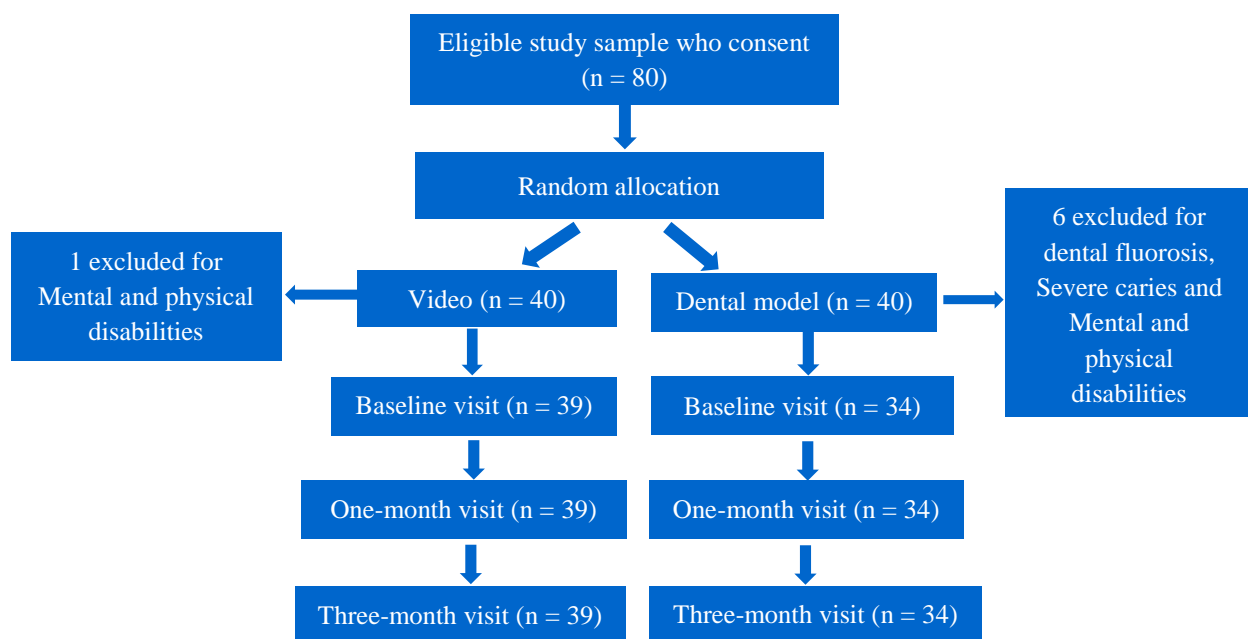 Eligible study sample who consent
(n = 80)
Random allocation
1 excluded for
Mental and physical
disabilities
Video (n = 40)
Dental model (n = 40)
6 excluded for
dental fluorosis,
Severe caries and
Mental and
physical
disabilities
Baseline visit (n = 39)
Baseline visit (n = 34)
One-month visit (n = 39)
One-month visit (n = 34)
Three-month visit (n = 39)
Three-month visit (n = 34)